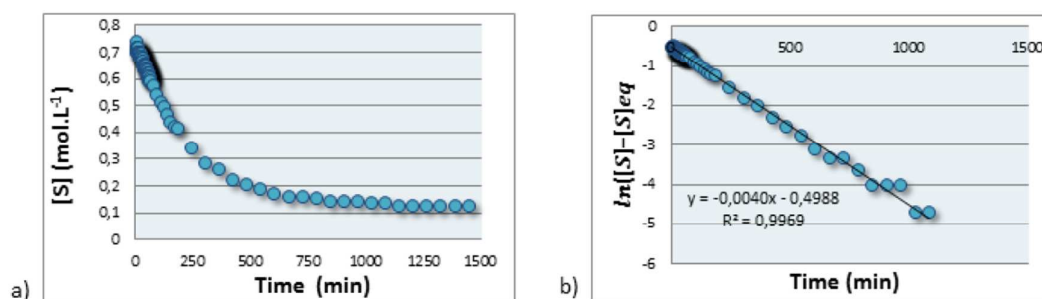 0,8
0,7
0,6
0,5
0,4
0,3
0,2
0,1
0
[S] (mol.L⁻¹)
0 250 500 750 1000 1250 1500
Time (min)
a)
0
-1
-2
-3
-4
-5
-6
ln([S]−[S]eq
500 1000 1500
y = -0,0040x - 0,4988
R² = 0,9969
Time (min)
b)